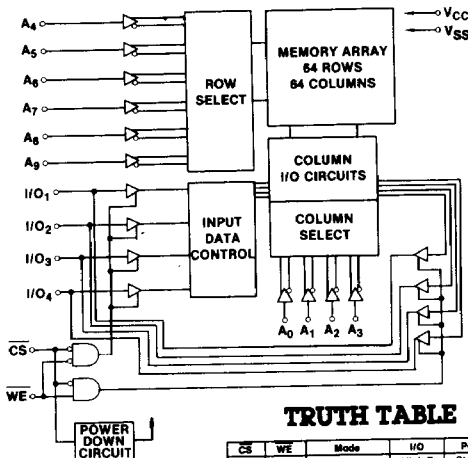 A4
A5
A6
A7
A8
A9
ROW
SELECT
MEMORY ARRAY
64 ROWS
64 COLUMNS
VCC
VSS
COLUMN
I/O CIRCUITS
COLUMN
SELECT
I/O1
I/O2
I/O3
I/O4
INPUT
DATA
CONTROL
A0 A1 A2 A3
CS
WE
POWER
DOWN
CIRCUIT
TRUTH TABLE
CS WE Mode I/O